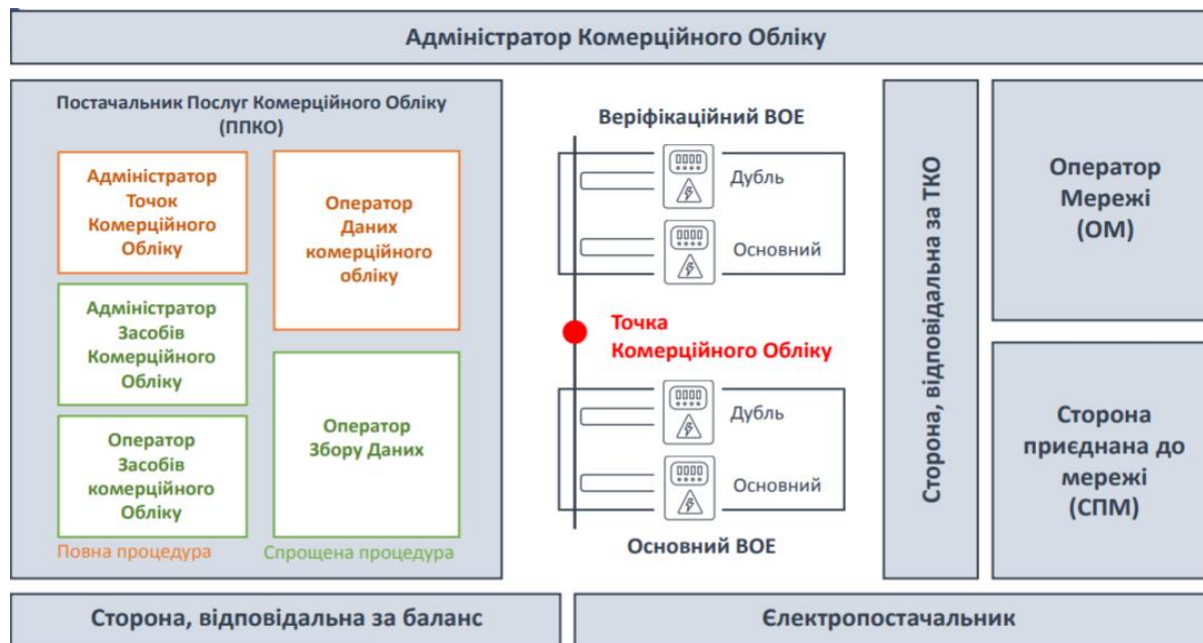 Адміністратор Комерційного Обліку
Постачальник Послуг Комерційного Обліку
(ППКО)
Адміністратор
Точок
Комерційного
Обліку
Оператор
Даних
комерційного
обліку
Адміністратор
Засобів
Комерційного
Обліку
Оператор
Збору Даних
Оператор
Засобів
комерційного
Обліку
Повна процедура
Спрощена процедура
Веріфікаційний ВОЕ
Дубль
Основний
Точка
Комерційного Обліку
Дубль
Основний
Основний ВОЕ
Сторона, відповідальна за ТКО
Оператор
Мережі
(ОМ)
Сторона
приєднана до
мережі
(СПМ)
Сторона, відповідальна за баланс
Єлектропостачальник